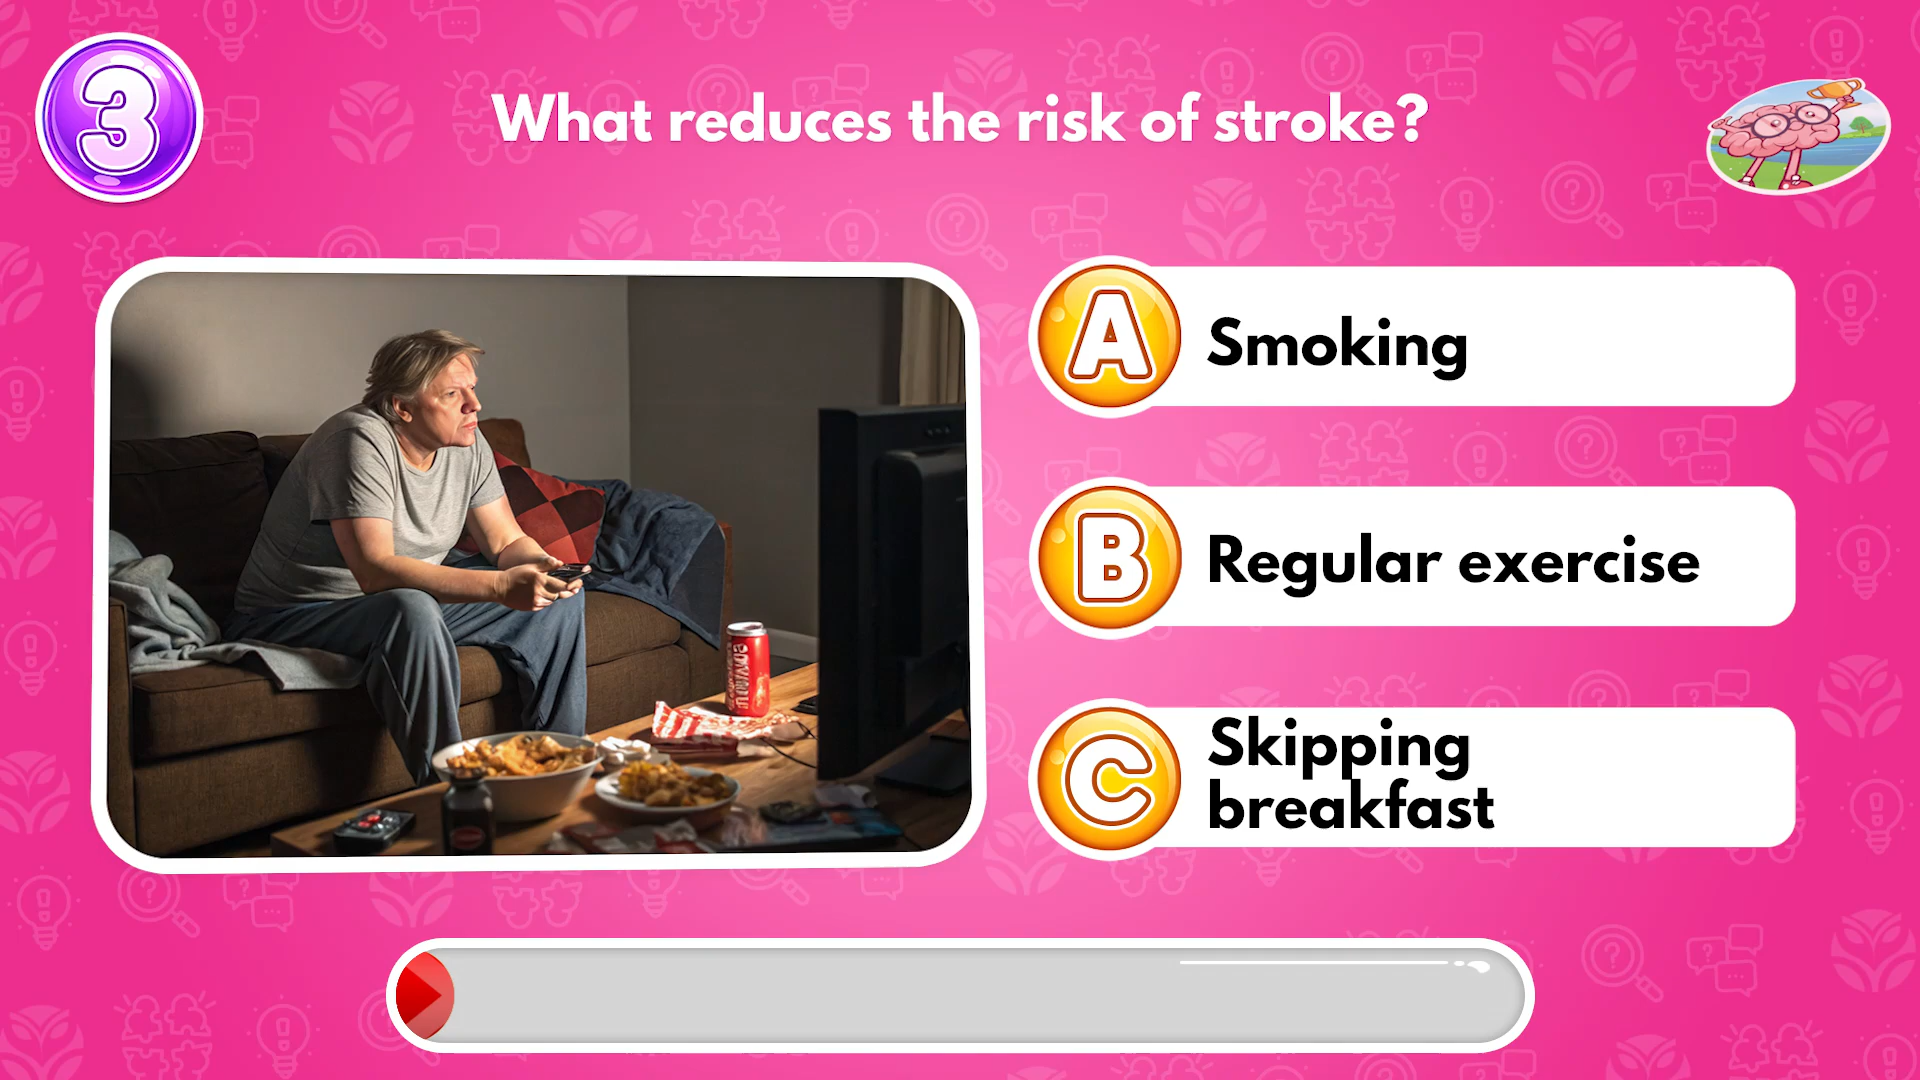 3
What reduces the risk of stroke?
A
Smoking
B
Regular exercise
C
Skipping
breakfast